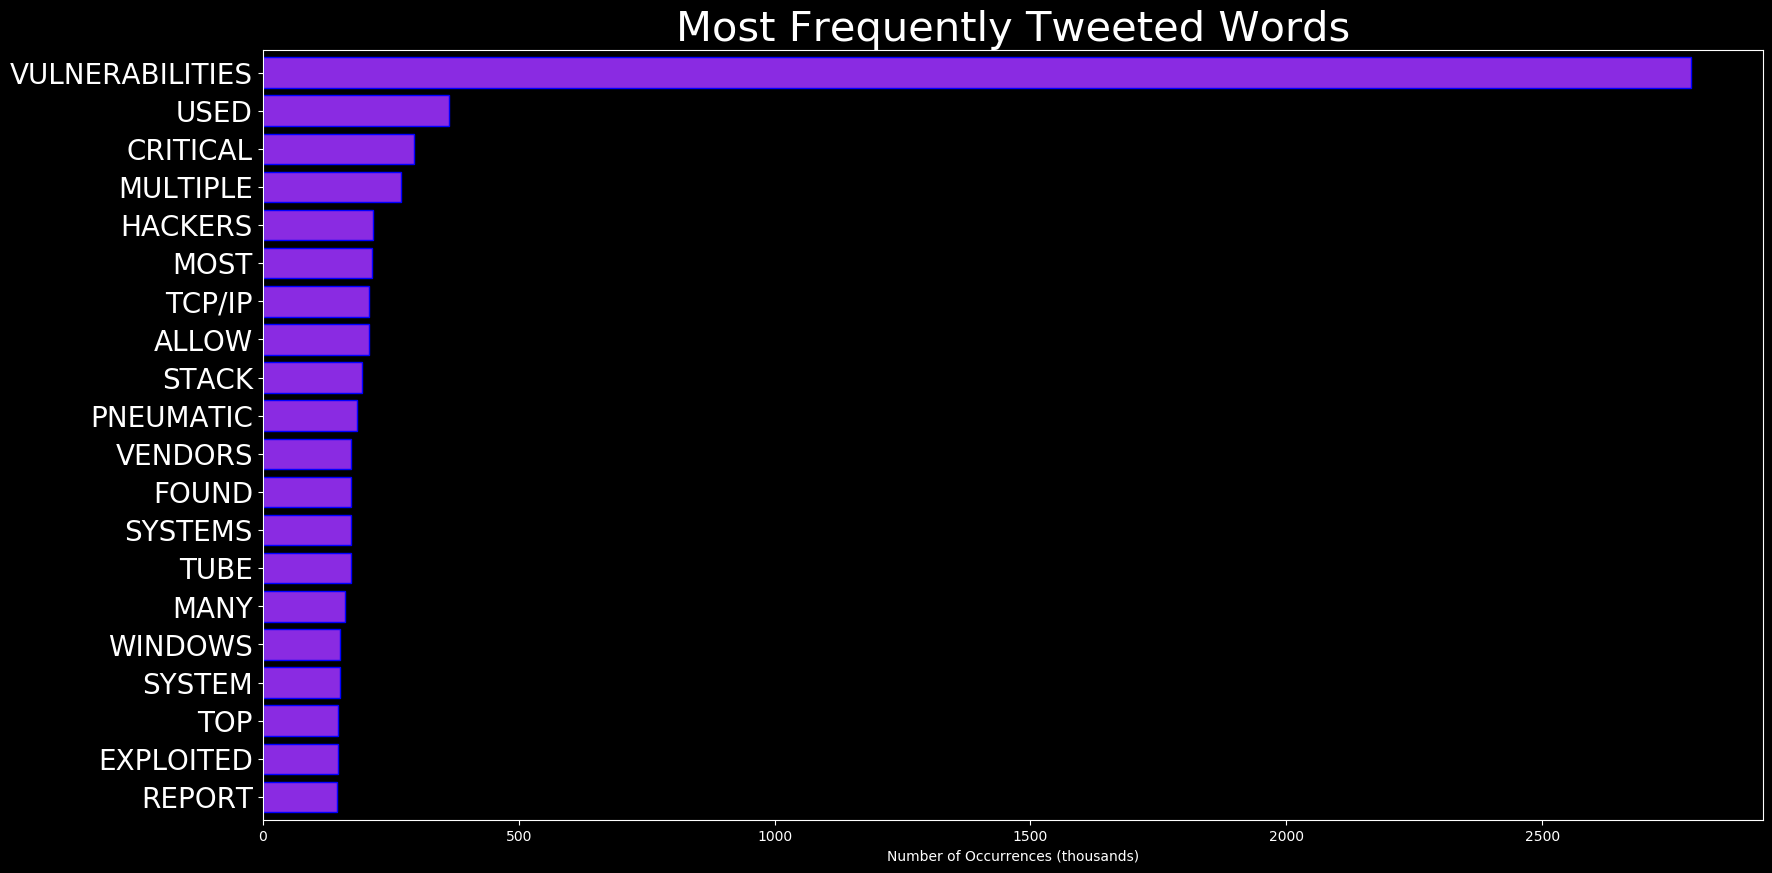 Most Frequently Tweeted Words
VULNERABILITIES
USED
CRITICAL
MULTIPLE
HACKERS
MOST
TCP/IP
ALLOW
STACK
PNEUMATIC
VENDORS
FOUND
SYSTEMS
TUBE
MANY
WINDOWS
SYSTEM
TOP
EXPLOITED
REPORT
0 500 1000 1500 2000 2500
Number of Occurrences (thousands)